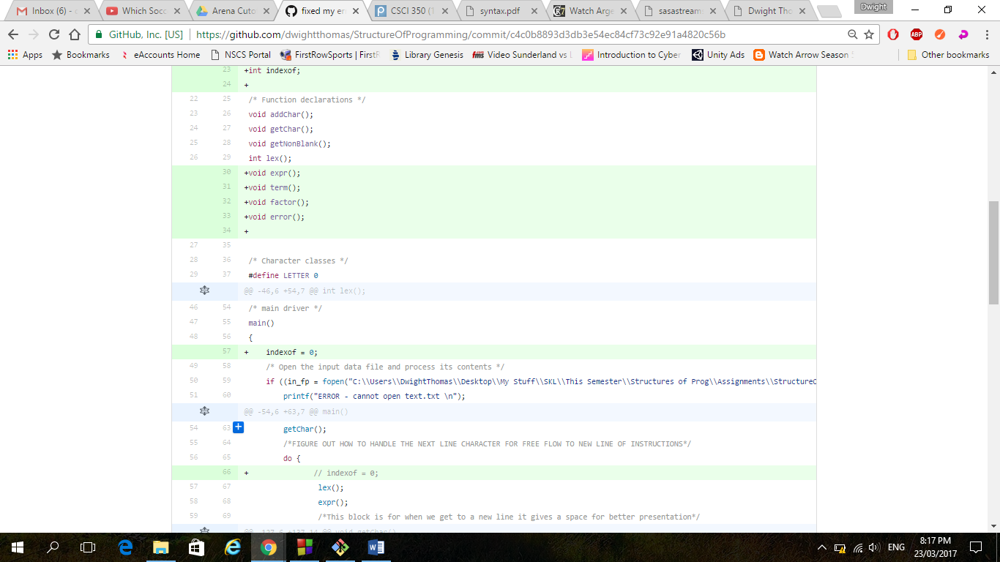 Dwight
Inbox (6) - Which Socc Arena Cuto fixed my er CSCI 350 (1 syntax.pdf Watch Arge sasastream Dwight Tho
GitHub, Inc. [US] https://github.com/dwightthomas/StructureOfProgramming/commit/c4c0b8893d3db3e54ec84cf73c92e91a4820c56b
Apps Bookmarks eAccounts Home NSCS Portal FirstRowSports | FirstR Library Genesis Video Sunderland vs Introduction to Cyber Unity Ads Watch Arrow Season Other bookmarks
23 +int indexof;
24 +
22 25 /* Function declarations */
23 26 void addChar();
24 27 void getChar();
25 28 void getNonBlank();
26 29 int lex();
30 +void expr();
31 +void term();
32 +void factor();
33 +void error();
34 +
27 35
28 36 /* Character classes */
29 37 #define LETTER 0
@@ -46,6 +54,7 @@ int lex();
46 54 /* main driver */
47 55 main()
48 56 {
57 + indexof = 0;
49 58 /* Open the input data file and process its contents */
50 59 if ((in_fp = fopen("C:\\Users\\DwightThomas\\Desktop\\My Stuff\\SKL\\This Semester\\Structures of Prog\\Assignments\\StructureO
51 60 printf("ERROR - cannot open text.txt \n");
@@ -54,6 +63,7 @@ main()
54 63 getChar();
55 64 /*FIGURE OUT HOW TO HANDLE THE NEXT LINE CHARACTER FOR FREE FLOW TO NEW LINE OF INSTRUCTIONS*/
56 65 do {
66 + // indexof = 0;
57 67 lex();
58 68 expr();
59 69 /*This block is for when we get to a new line it gives a space for better presentation*/
@@ -127,6 +137,14 @@ void getChar()
ENG
8:17 PM
23/03/2017